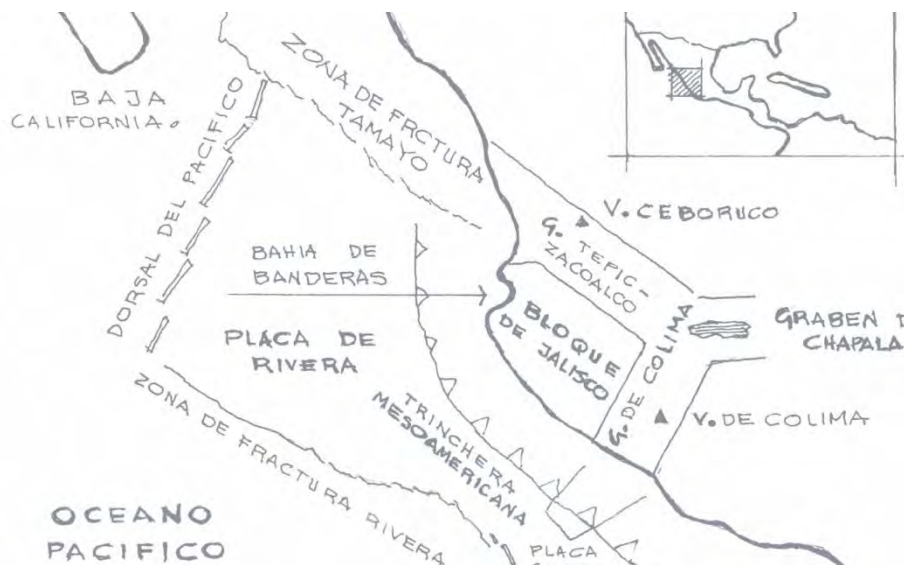 BAJA
CALIFORNIA.
DORSAL DEL PACIFICO
ZONA DE FRCTURA
TAMAYO
V. CEBORUCO
G. TEPIC-
ZACOALCO
BAHIA DE
BANDERAS
PLACA DE
RIVERA
BLOQUE
DE JALISCO
G. DE COLIMA
GRABEN D
CHAPALA
V. DE COLIMA
TRINCHERA
MESOAMERICANA
ZONA DE FRACTURA RIVERA
OCEANO
PACIFICO
PLACA